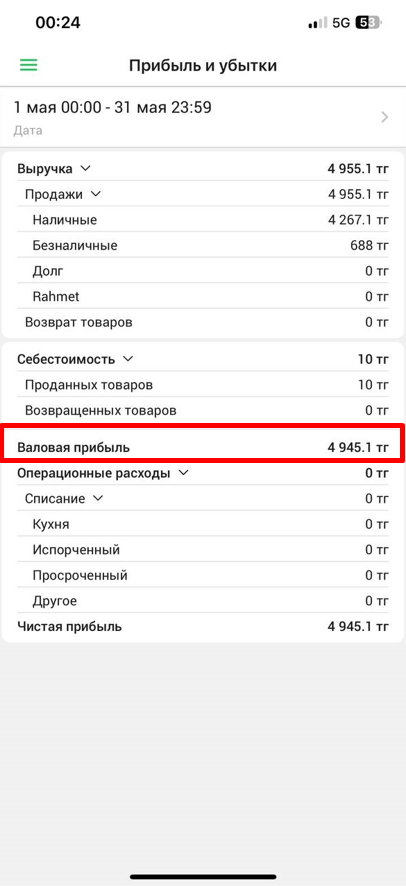 00:24 5G 53
Прибыль и убытки
1 мая 00:00 - 31 мая 23:59
Дата
Выручка 4 955.1 тг
Продажи 4 955.1 тг
Наличные 4 267.1 тг
Безналичные 688 тг
Долг 0 тг
Rahmet 0 тг
Возврат товаров 0 тг
Себестоимость 10 тг
Проданных товаров 10 тг
Возвращенных товаров 0 тг
Валовая прибыль 4 945.1 тг
Операционные расходы 0 тг
Списание 0 тг
Кухня 0 тг
Испорченный 0 тг
Просроченный 0 тг
Другое 0 тг
Чистая прибыль 4 945.1 тг